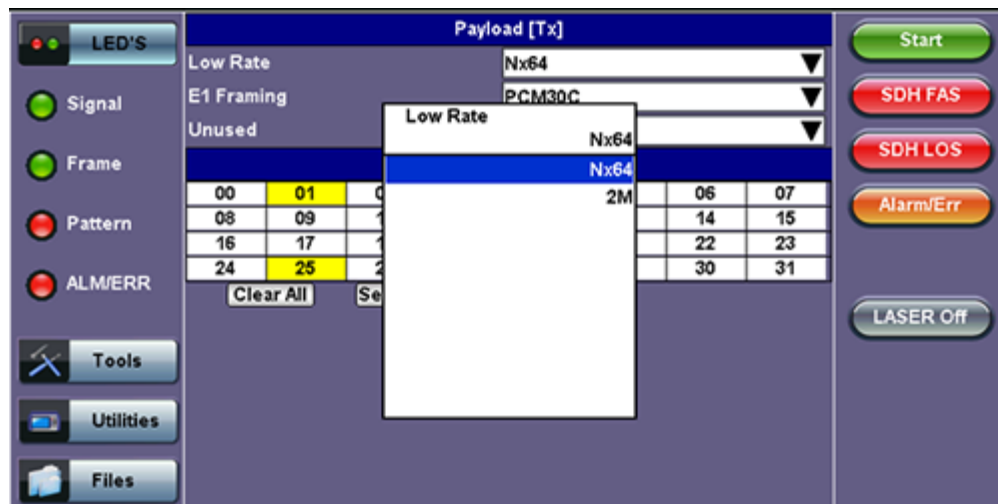 LED'S
Signal
Frame
Pattern
ALM/ERR
Tools
Utilities
Files
Payload [Tx]
Low Rate Nx64
E1 Framing PCM30C
Unused
Low Rate
Nx64
Nx64
2M
00 01 06 07
08 09 14 15
16 17 22 23
24 25 30 31
Clear All
Start
SDH FAS
SDH LOS
Alarm/Err
LASER Off